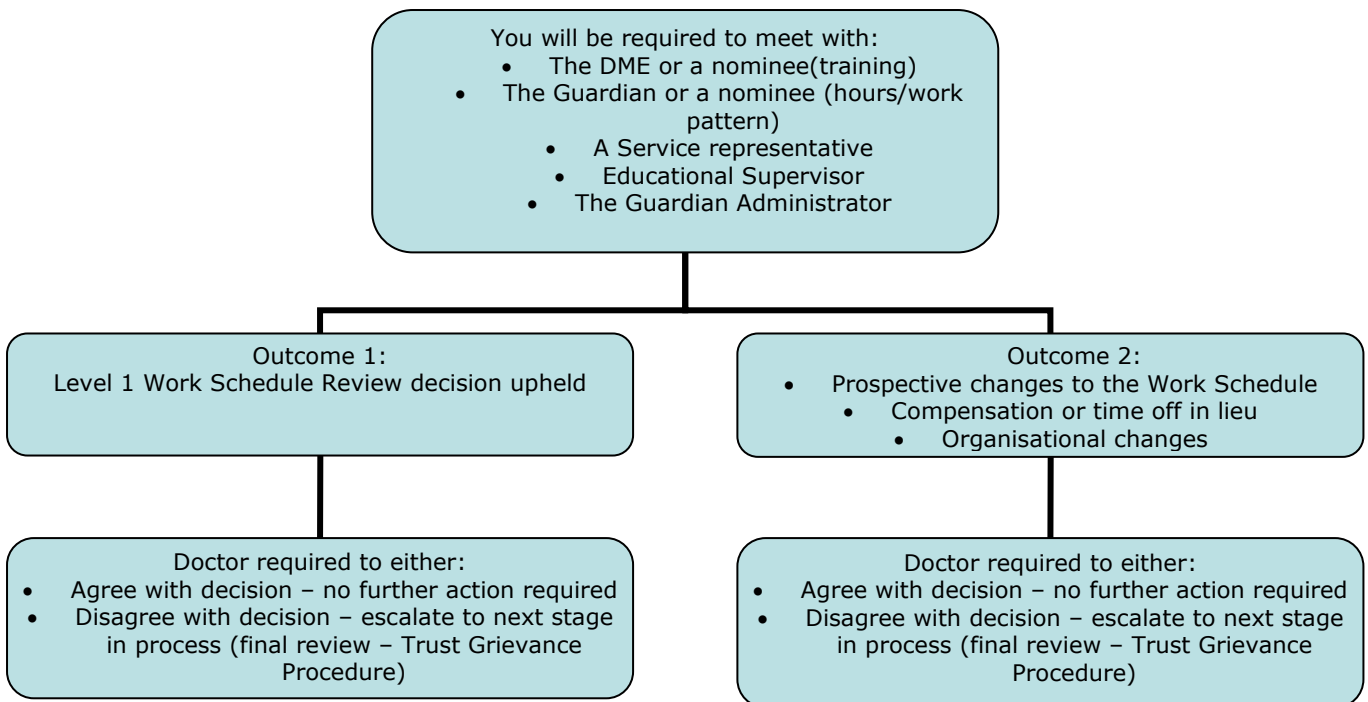 You will be required to meet with:
• The DME or a nominee(training)
• The Guardian or a nominee (hours/work
pattern)
• A Service representative
• Educational Supervisor
• The Guardian Administrator
Outcome 1:
Level 1 Work Schedule Review decision upheld
Outcome 2:
• Prospective changes to the Work Schedule
• Compensation or time off in lieu
• Organisational changes
Doctor required to either:
• Agree with decision – no further action required
• Disagree with decision – escalate to next stage
in process (final review – Trust Grievance
Procedure)
Doctor required to either:
• Agree with decision – no further action required
• Disagree with decision – escalate to next stage
in process (final review – Trust Grievance
Procedure)